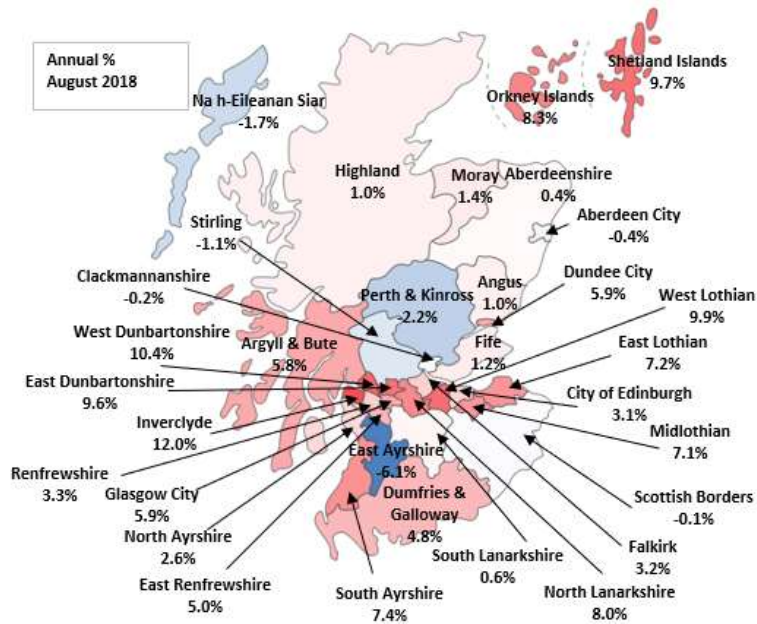 Annual %
August 2018
Shetland Islands
9.7%
Orkney Islands
8.3%
Na h-Eileanan Siar
-1.7%
Highland
1.0%
Moray
1.4%
Aberdeenshire
0.4%
Aberdeen City
-0.4%
Stirling
-1.1%
Clackmannanshire
-0.2%
Perth & Kinross
-2.2%
Angus
1.0%
Dundee City
5.9%
West Lothian
9.9%
West Dunbartonshire
10.4%
Argyll & Bute
5.8%
Fife
1.2%
East Lothian
7.2%
East Dunbartonshire
9.6%
City of Edinburgh
3.1%
Inverclyde
12.0%
Midlothian
7.1%
Renfrewshire
3.3%
East Ayrshire
-6.1%
Glasgow City
5.9%
Dumfries &
Galloway
4.8%
Scottish Borders
-0.1%
North Ayrshire
2.6%
South Lanarkshire
0.6%
Falkirk
3.2%
East Renfrewshire
5.0%
South Ayrshire
7.4%
North Lanarkshire
8.0%